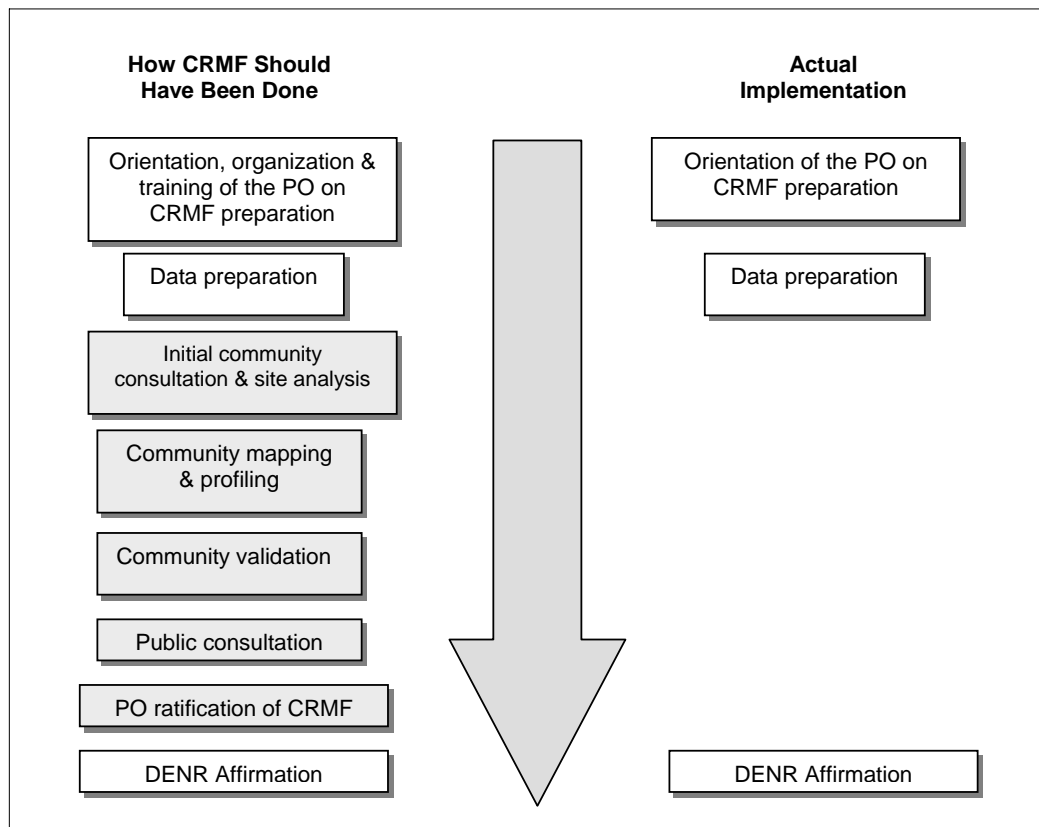 How CRMF Should
Have Been Done
Orientation, organization &
training of the PO on
CRMF preparation
Data preparation
Initial community
consultation & site analysis
Community mapping
& profiling
Community validation
Public consultation
PO ratification of CRMF
DENR Affirmation
Actual
Implementation
Orientation of the PO on
CRMF preparation
Data preparation
DENR Affirmation